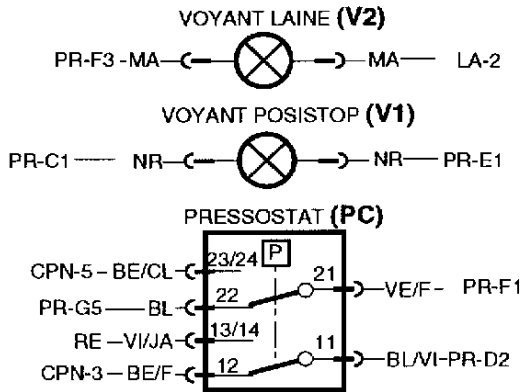 VOYANT LAINE (V2)
PR-F3 -MA MA LA-2
VOYANT POSISTOP (V1)
PR-C1 NR NR PR-E1
PRESSOSTAT (PC)
P
CPN-5 - BE/CL 23/24
21 VE/F- PR-F1
PR-G5 BL 22
RE -VI/JA 13/14
11 BL/VI-PR-D2
CPN-3 - BE/F 12